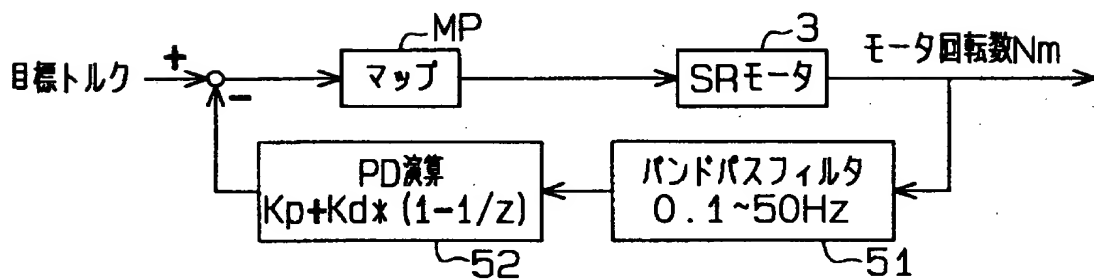 MP
3
モータ回転数Nm
目標トルク
+
-
マップ
SRモータ
PD演算
Kp+Kd*(1-1/z)
バンドパスフィルタ
0.1~50Hz
52
51